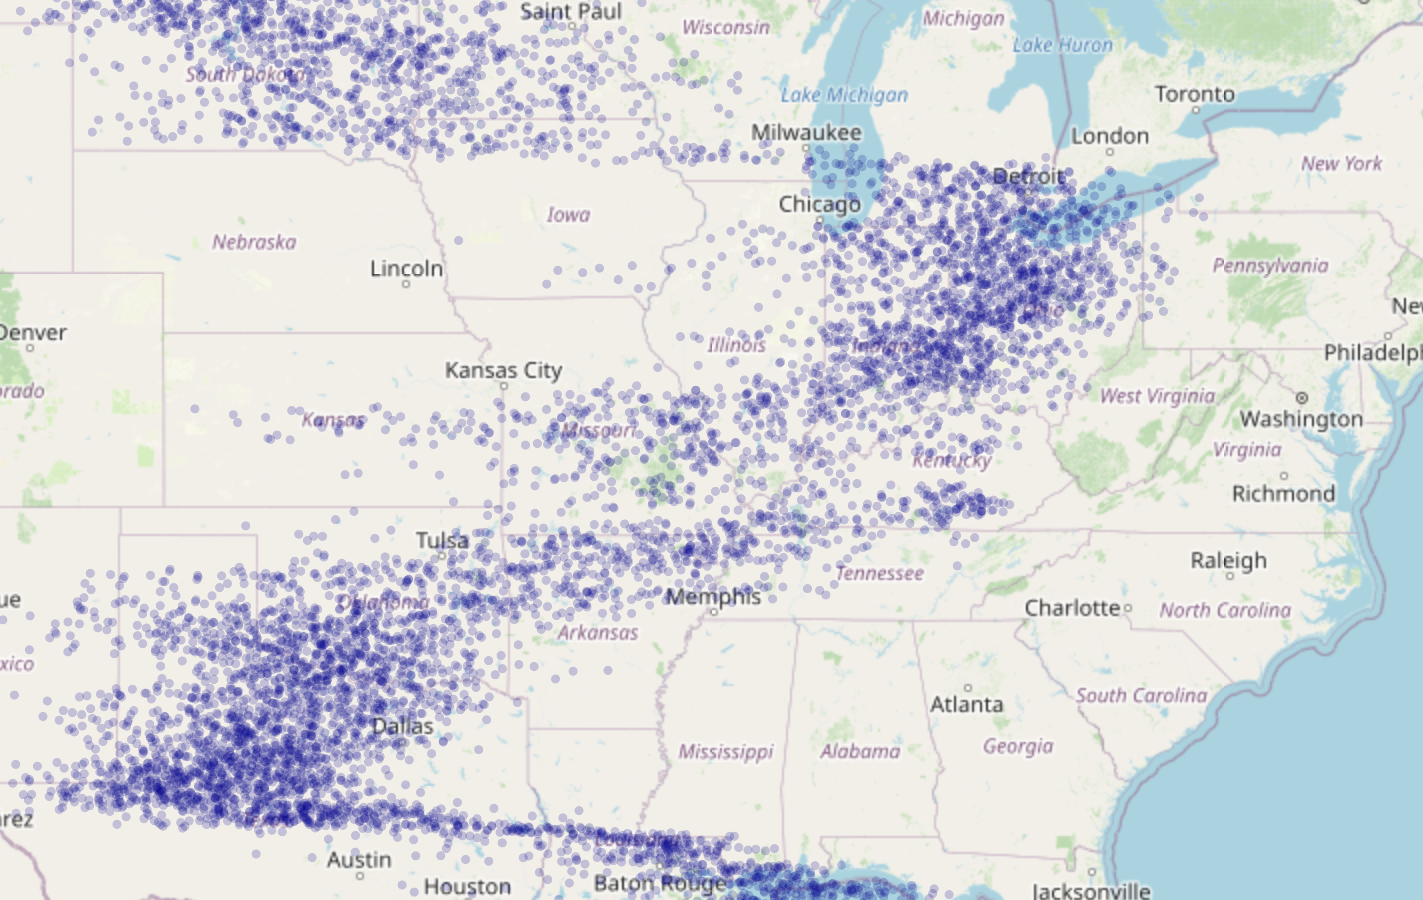 Saint Paul
Wisconsin
Michigan
Lake Huron
South Dakota
Lake Michigan
Toronto
Milwaukee
London
New York
Detroit
Chicago
Iowa
Nebraska
Pennsylvania
Lincoln
Ohio
New
Denver
Illinois
Indiana
Philadelph
Kansas City
orado
West Virginia
Kansas
Washington
Missouri
Virginia
Kentucky
Richmond
Tulsa
Raleigh
Tennessee
ue
Oklahoma
Memphis
Charlotte
North Carolina
Arkansas
xico
South Carolina
Atlanta
Dallas
Mississippi
Alabama
Georgia
arez
Louisiana
Austin
Houston
Baton Rouge
Jacksonville